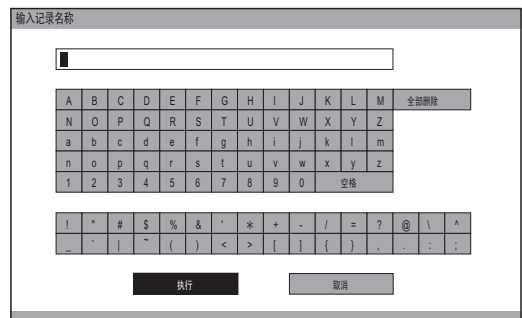 输入记录名称
A B C D E F G H I J K L M 全部删除
N O P Q R S T U V W X Y Z
a b c d e f g h i j k l m
n o p q r s t u v w x y z
1 2 3 4 5 6 7 8 9 0 空格
! " # $ % & ' * + - / = ? @ \ ^
_ ` | ~ ( ) < > [ ] { } , . : ;
执行 取消